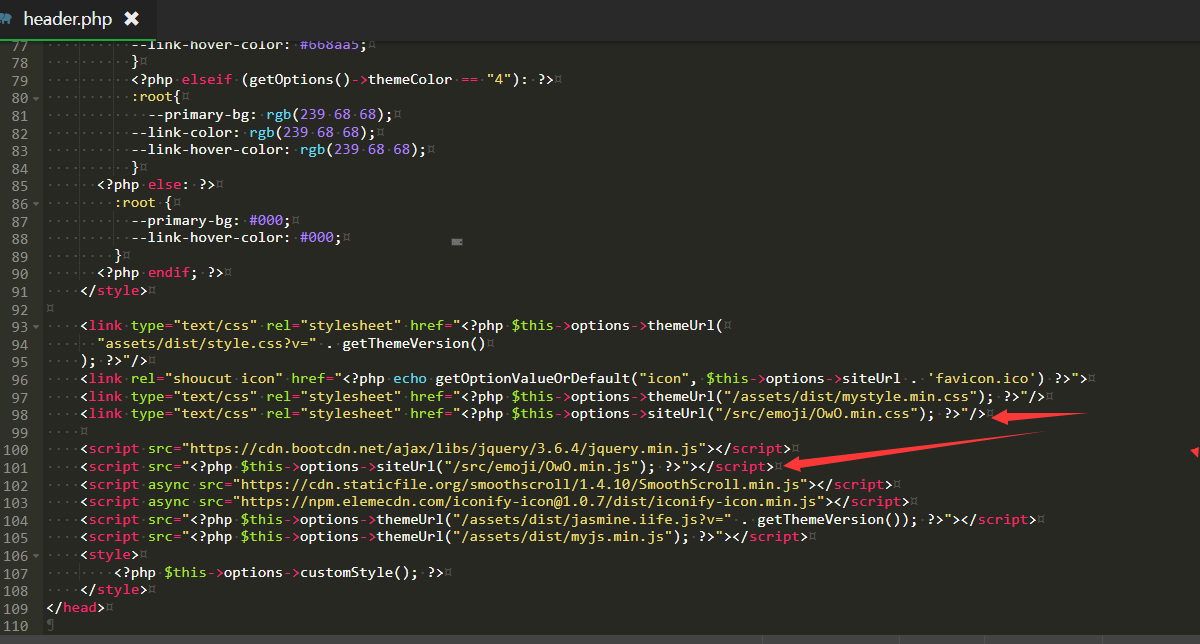 header.php
77 --link-hover-color: #668aa5;
78 }
79 <?php elseif (getOptions()->themeColor == "4"): ?>
80 :root{
81 --primary-bg: rgb(239 68 68);
82 --link-color: rgb(239 68 68);
83 --link-hover-color: rgb(239 68 68);
84 }
85 <?php else: ?>
86 :root {
87 --primary-bg: #000;
88 --link-hover-color: #000;
89 }
90 <?php endif; ?>
91 </style>
92
93 <link type="text/css" rel="stylesheet" href="<?php $this->options->themeUrl(
94 "assets/dist/style.css?v=" . getThemeVersion()
95 ); ?>"/>
96 <link rel="shoucut icon" href="<?php echo getOptionValueOrDefault("icon", $this->options->siteUrl . 'favicon.ico') ?>">
97 <link type="text/css" rel="stylesheet" href="<?php $this->options->themeUrl("/assets/dist/mystyle.min.css"); ?>"/>
98 <link type="text/css" rel="stylesheet" href="<?php $this->options->siteUrl("/src/emoji/OwO.min.css"); ?>"/>
99
100 <script src="https://cdn.bootcdn.net/ajax/libs/jquery/3.6.4/jquery.min.js"></script>
101 <script src="<?php $this->options->siteUrl("/src/emoji/OwO.min.js"); ?>"></script>
102 <script async src="https://cdn.staticfile.org/smoothscroll/1.4.10/SmoothScroll.min.js"></script>
103 <script async src="https://npm.elemecdn.com/iconify-icon@1.0.7/dist/iconify-icon.min.js"></script>
104 <script src="<?php $this->options->themeUrl("/assets/dist/jasmine.iife.js?v=" . getThemeVersion()); ?>"></script>
105 <script src="<?php $this->options->themeUrl("/assets/dist/myjs.min.js"); ?>"></script>
106 <style>
107 <?php $this->options->customStyle(); ?>
108 </style>
109 </head>
110